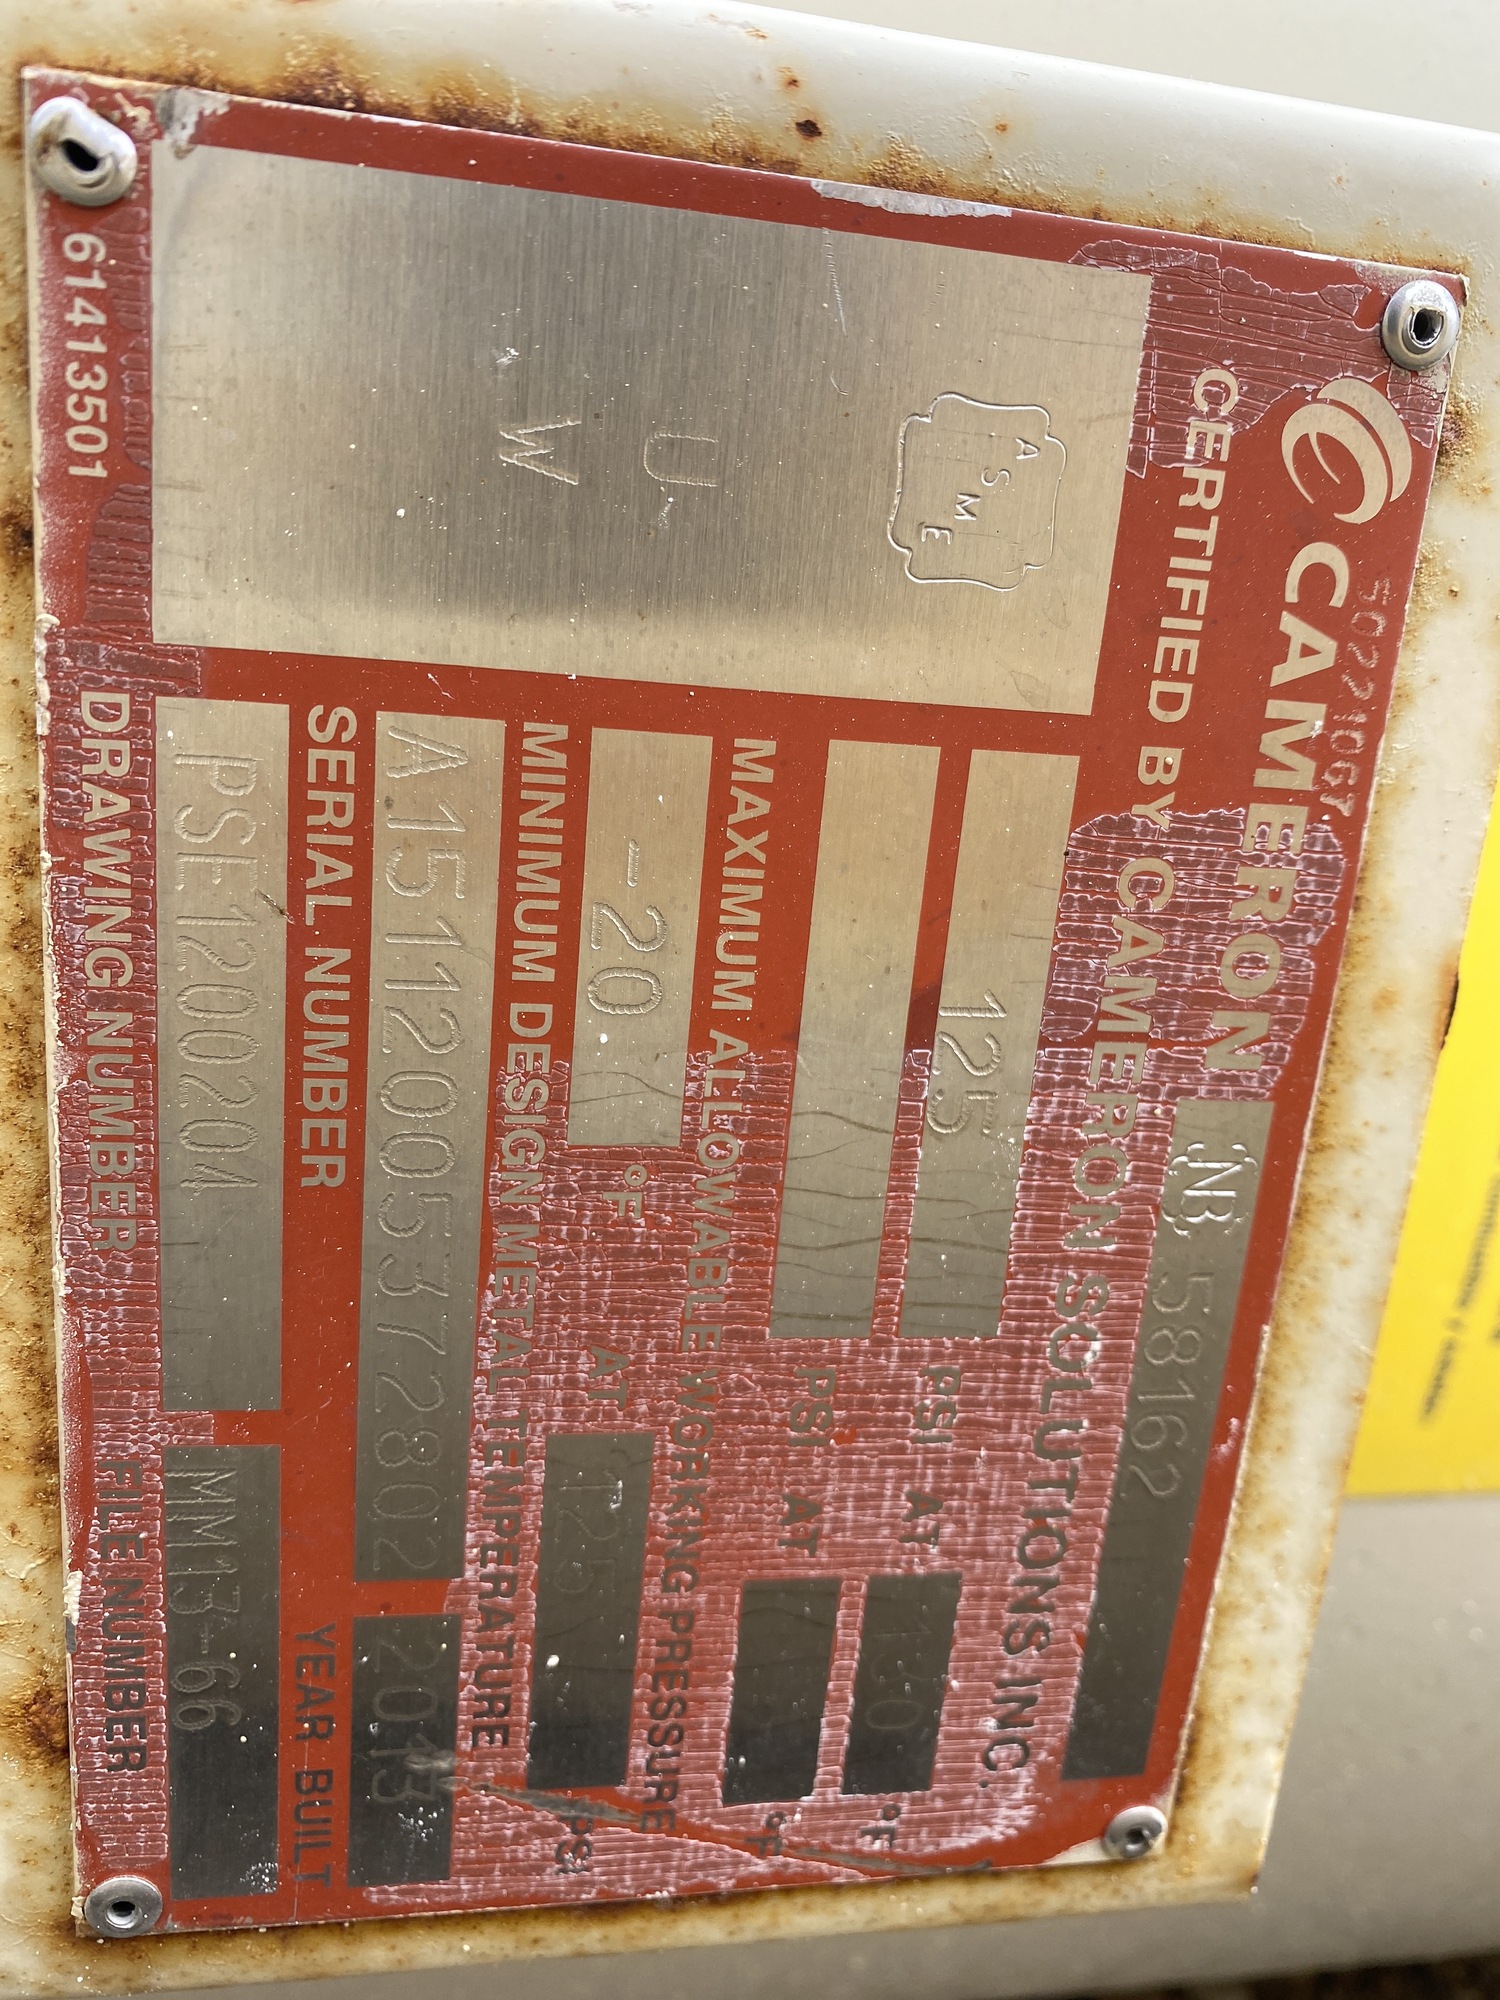 CAMERON
NB 58162
CERTIFIED BY CAMERON SOLUTIONS INC.
ASME
U
W
125 PSI AT 130 °F
PSI AT °F
MAXIMUM ALLOWABLE WORKING PRESSURE
-20 °F AT 125 PSI
MINIMUM DESIGN METAL TEMPERATURE
A15112005372802 2013
SERIAL NUMBER YEAR BUILT
PSE1200204 MM13-66
DRAWING NUMBER FILE NUMBER
61413501